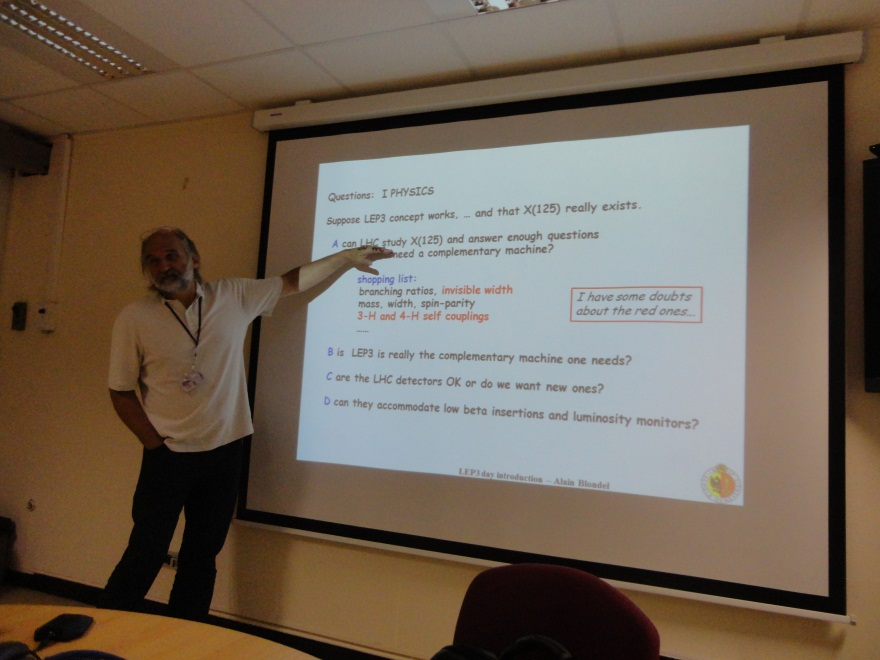 Questions: I PHYSICS
Suppose LEP3 concept works, ... and that X(125) really exists.
A can LHC study X(125) and answer enough questions
need a complementary machine?
shopping list:
branching ratios, invisible width
mass, width, spin-parity
3-H and 4-H self couplings
......
I have some doubts
about the red ones...
B is LEP3 is really the complementary machine one needs?
C are the LHC detectors OK or do we want new ones?
D can they accommodate low beta insertions and luminosity monitors?
LEP3 day introduction – Alain Blondel